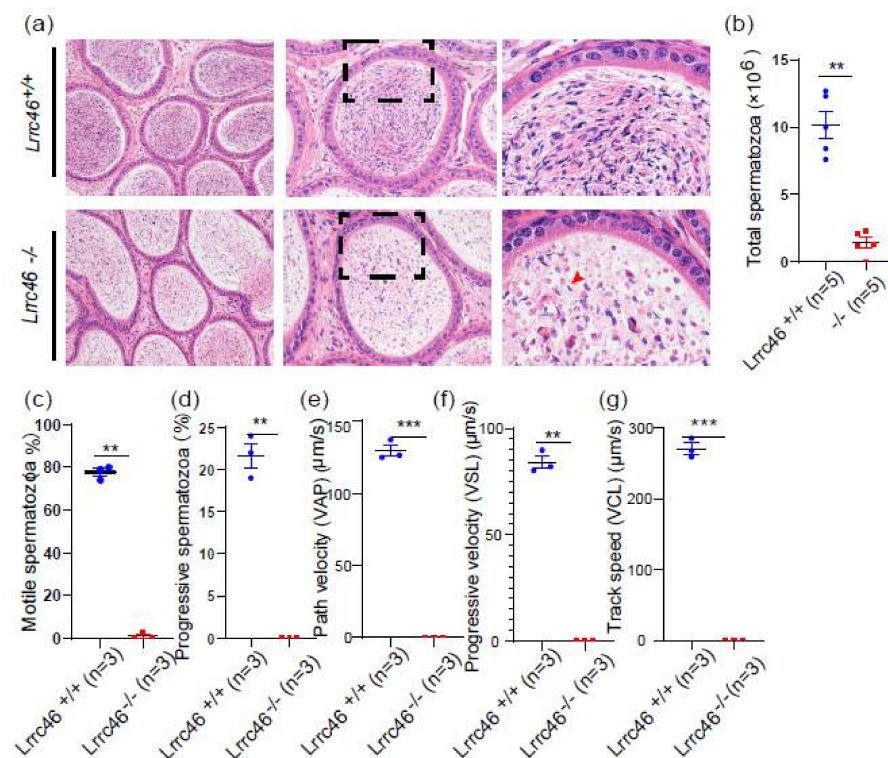 (a)
Lrrc46+/+
Lrrc46 -/-
(b)
Total spermatozoa (×10⁶)
15
10
5
0
**
Lrrc46 +/+ (n=5)
-/- (n=5)
(c)
Motile spermatozoa %)
100
80
60
40
20
0
**
Lrrc46 +/+ (n=3)
Lrrc46-/- (n=3)
(d)
Progressive spermatozoa (%)
25
20
15
10
5
0
**
Lrrc46 +/+ (n=3)
Lrrc46 -/- (n=3)
(e)
Path velocity (VAP) (μm/s)
130
100
0
***
Lrrc46 +/+ (n=3)
Lrrc46 -/- (n=3)
(f)
Progressive velocity (VSL) (μm/s)
100
50
0
**
Lrrc46 +/+ (n=3)
Lrrc46 -/- (n=3)
(g)
Track speed (VCL) (μm/s)
300
200
100
0
***
Lrrc46 +/+ (n=3)
Lrrc46-/-(n=3)